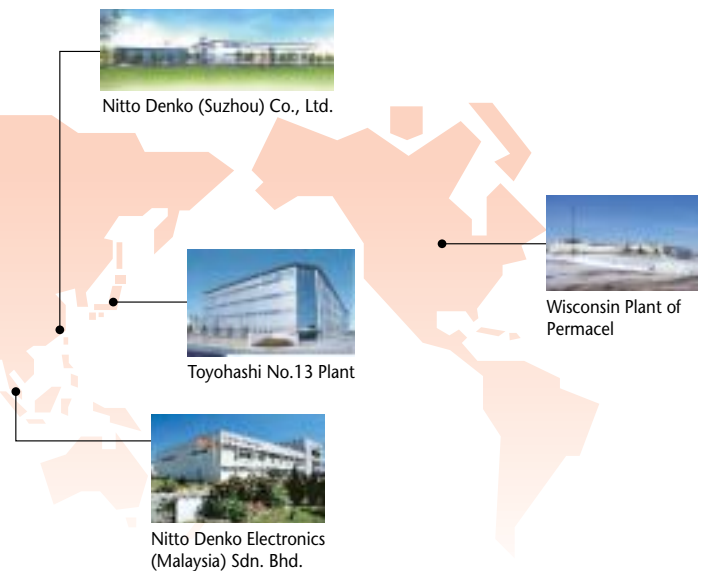 Nitto Denko (Suzhou) Co., Ltd.
Wisconsin Plant of
Permacel
Toyohashi No.13 Plant
Nitto Denko Electronics
(Malaysia) Sdn. Bhd.